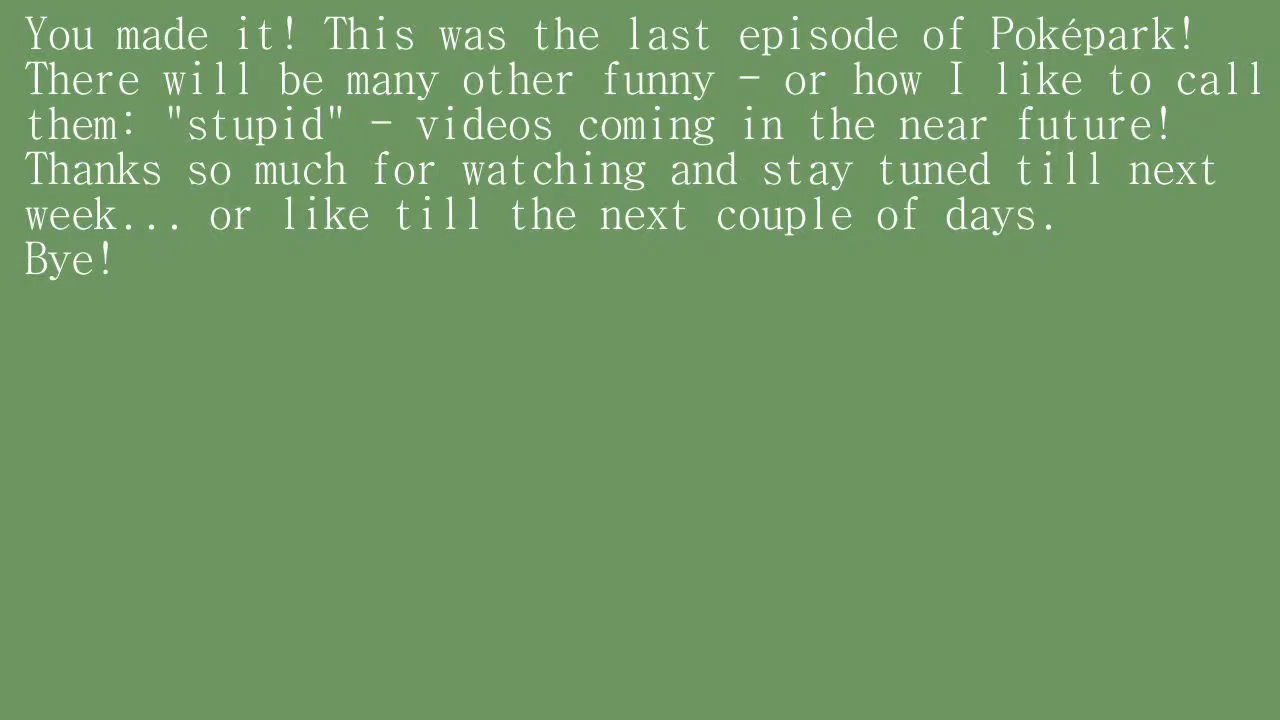 You made it! This was the last episode of Poképark!
There will be many other funny - or how I like to call
them: "stupid" - videos coming in the near future!
Thanks so much for watching and stay tuned till next
week... or like till the next couple of days.
Bye!